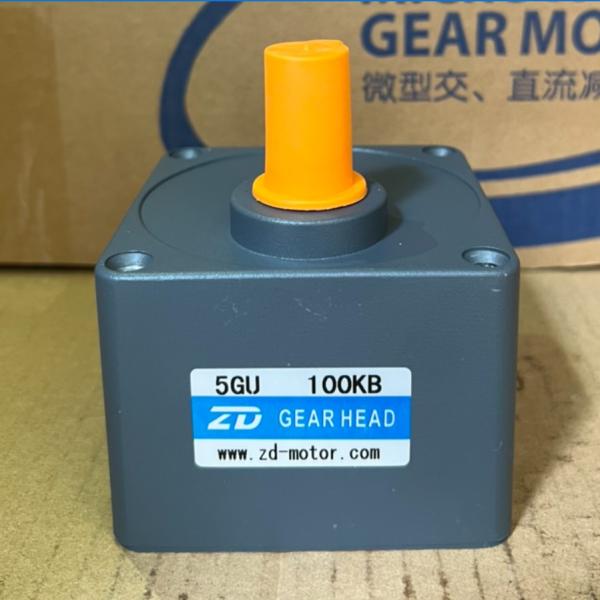 GEAR MO
微型交、直流减
5GU 100KB
ZD GEAR HEAD
www.zd-motor.com